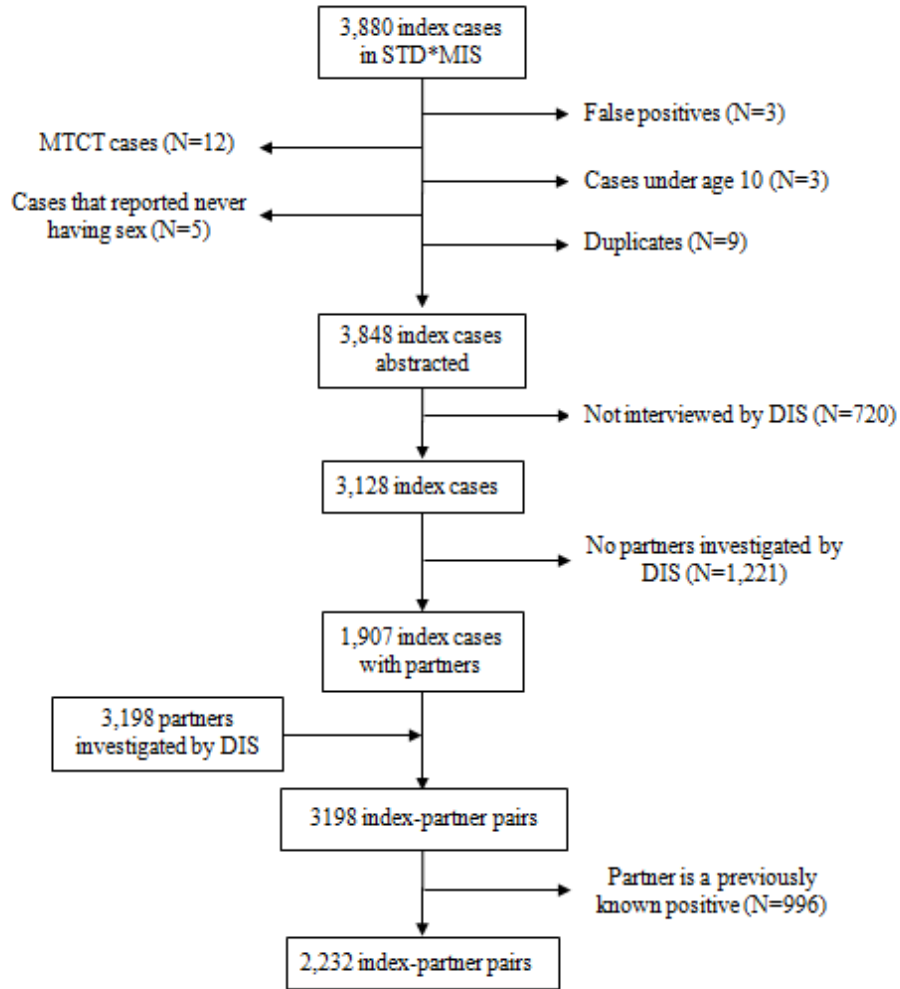 3,880 index cases
in STD*MIS
False positives (N=3)
MTCT cases (N=12)
Cases under age 10 (N=3)
Cases that reported never
having sex (N=5)
Duplicates (N=9)
3,848 index cases
abstracted
Not interviewed by DIS (N=720)
3,128 index cases
No partners investigated by
DIS (N=1,221)
1,907 index cases
with partners
3,198 partners
investigated by DIS
3198 index-partner pairs
Partner is a previously
known positive (N=996)
2,232 index-partner pairs